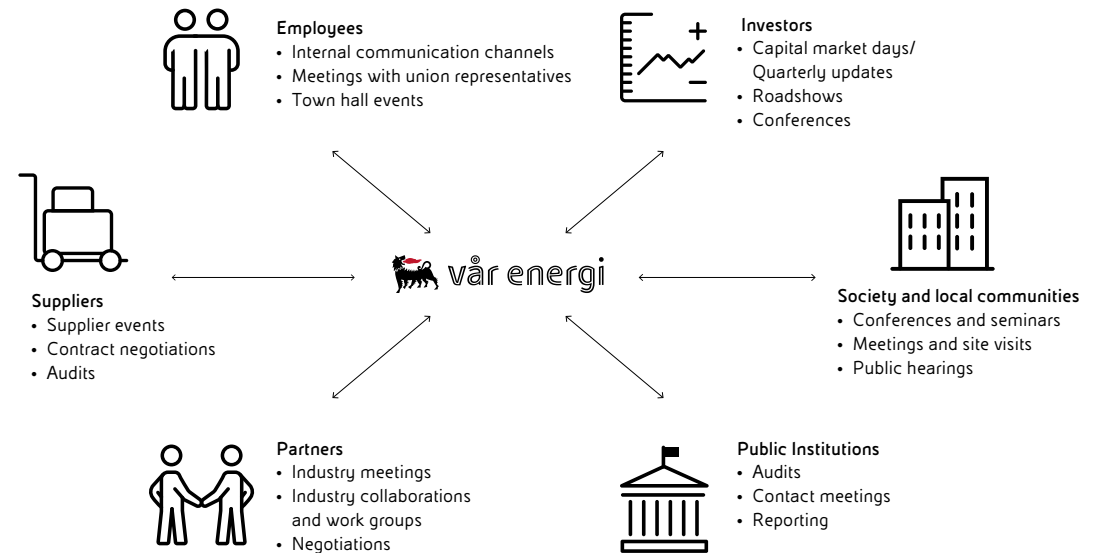 Employees
• Internal communication channels
• Meetings with union representatives
• Town hall events
Investors
• Capital market days/
Quarterly updates
• Roadshows
• Conferences
Suppliers
• Supplier events
• Contract negotiations
• Audits
vår energi
Society and local communities
• Conferences and seminars
• Meetings and site visits
• Public hearings
Partners
• Industry meetings
• Industry collaborations
and work groups
• Negotiations
Public Institutions
• Audits
• Contact meetings
• Reporting